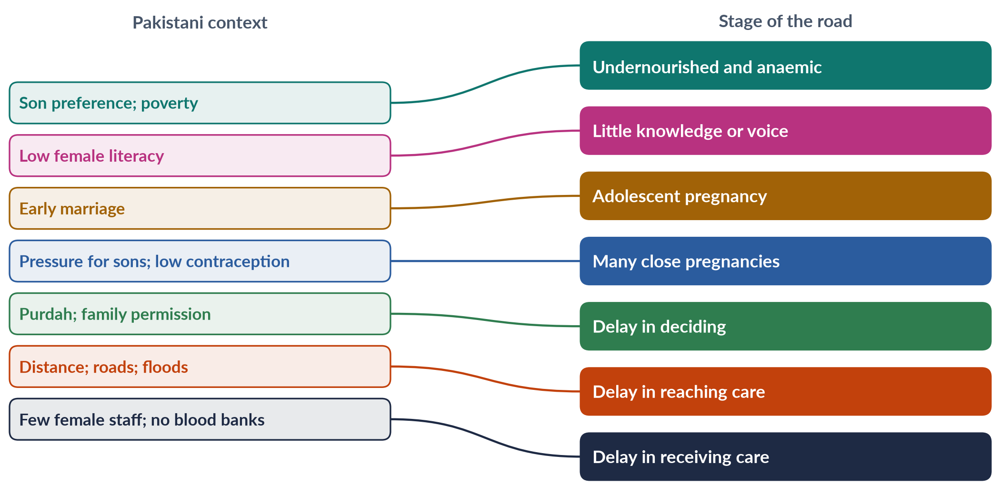 Pakistani context
Stage of the road
Son preference; poverty
Undernourished and anaemic
Low female literacy
Little knowledge or voice
Early marriage
Adolescent pregnancy
Pressure for sons; low contraception
Many close pregnancies
Purdah; family permission
Delay in deciding
Distance; roads; floods
Delay in reaching care
Few female staff; no blood banks
Delay in receiving care